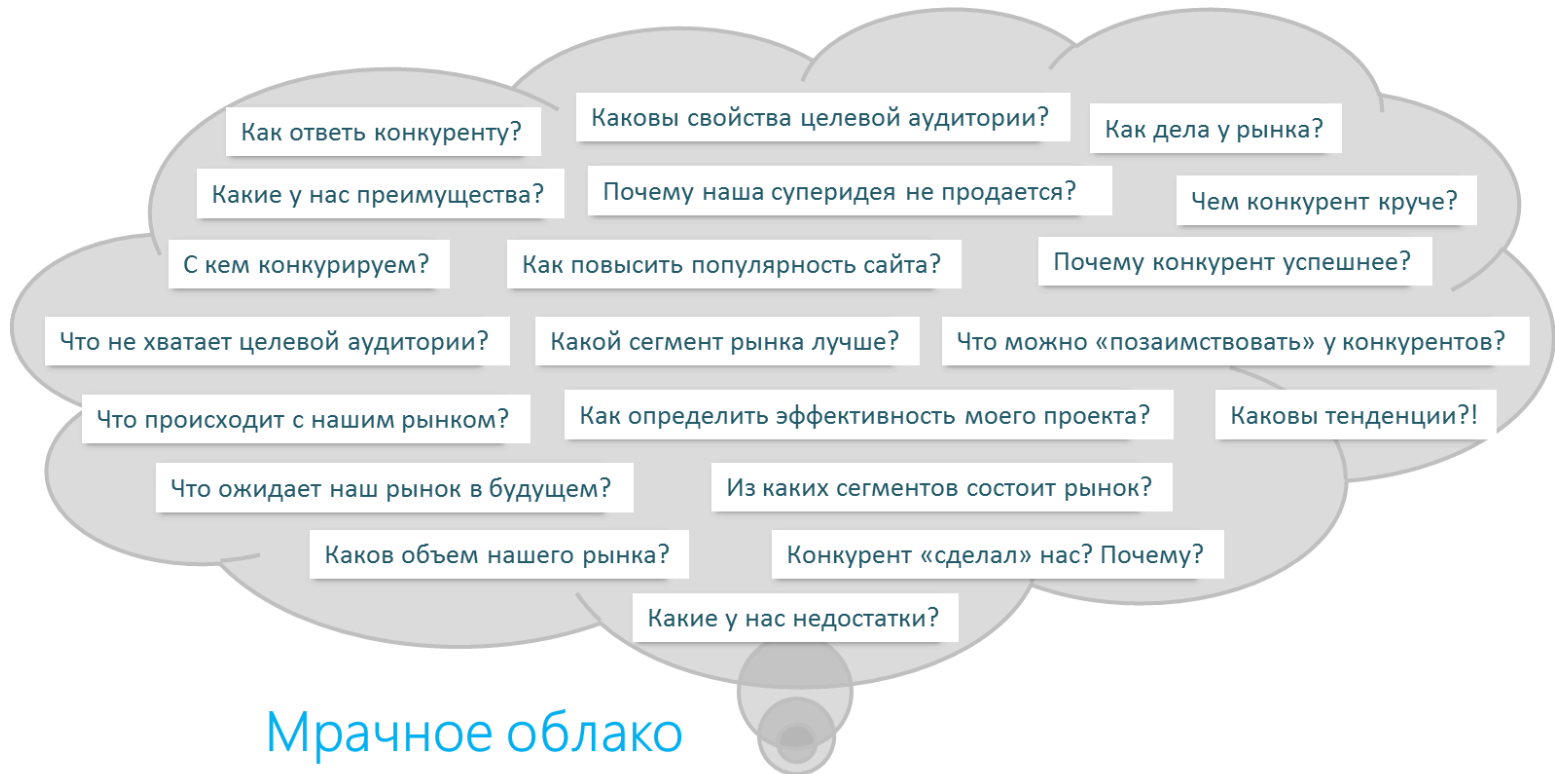 Как ответь конкуренту?
Каковы свойства целевой аудитории?
Как дела у рынка?
Какие у нас преимущества?
Почему наша суперидея не продается?
Чем конкурент круче?
С кем конкурируем?
Как повысить популярность сайта?
Почему конкурент успешнее?
Что не хватает целевой аудитории?
Какой сегмент рынка лучше?
Что можно «позаимствовать» у конкурентов?
Что происходит с нашим рынком?
Как определить эффективность моего проекта?
Каковы тенденции?!
Что ожидает наш рынок в будущем?
Из каких сегментов состоит рынок?
Каков объем нашего рынка?
Конкурент «сделал» нас? Почему?
Какие у нас недостатки?
Мрачное облако